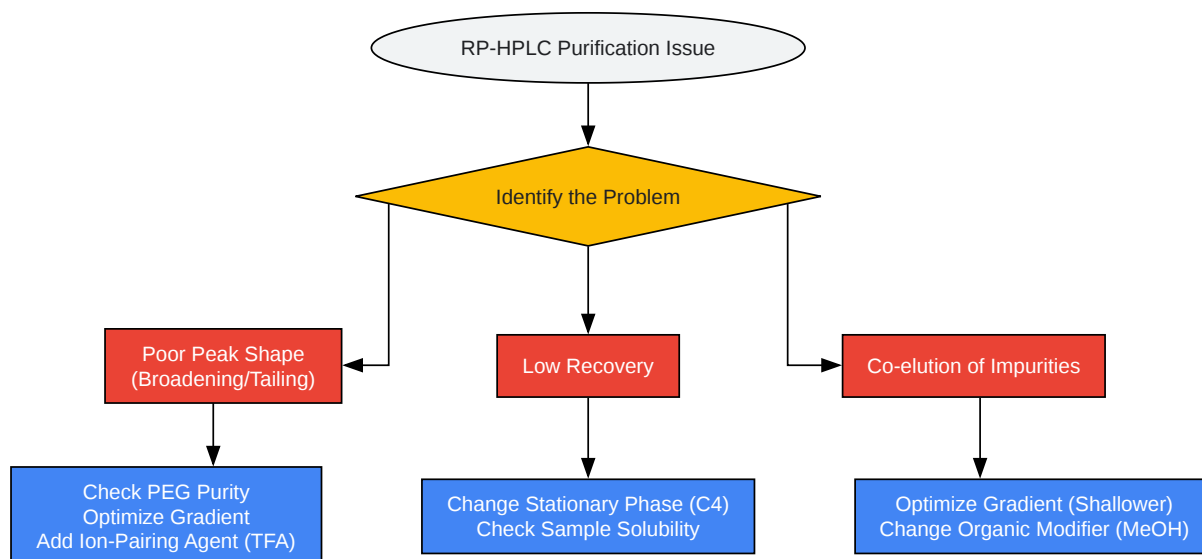 RP-HPLC Purification Issue
Identify the Problem
Poor Peak Shape
(Broadening/Tailing)
Low Recovery
Co-elution of Impurities
Check PEG Purity
Optimize Gradient
Add Ion-Pairing Agent (TFA)
Change Stationary Phase (C4)
Check Sample Solubility
Optimize Gradient (Shallower)
Change Organic Modifier (MeOH)